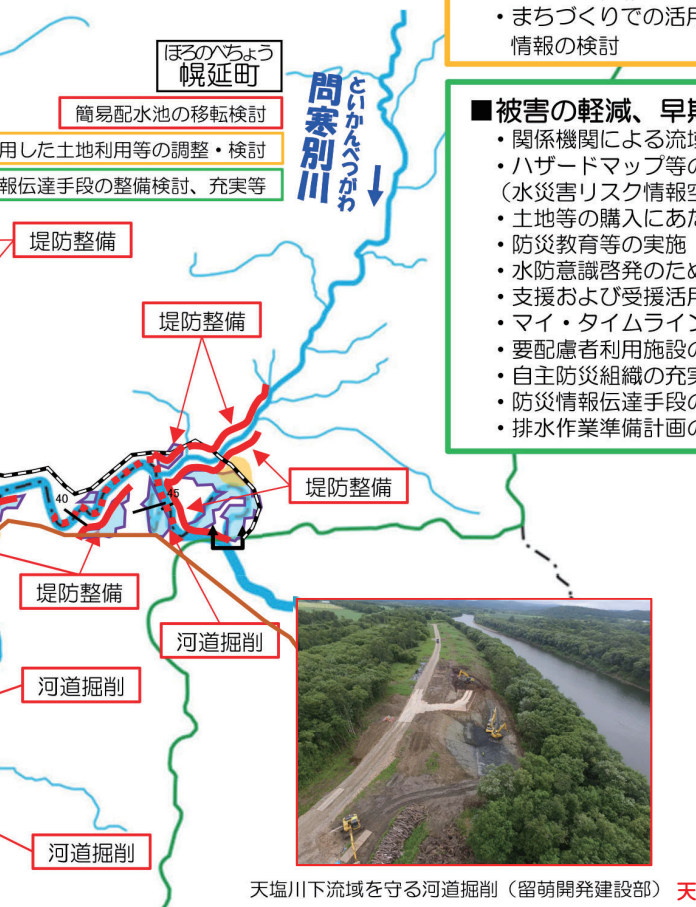 ・まちづくりでの活用
情報の検討
ほろのべちょう
幌延町
簡易配水池の移転検討
用した土地利用等の調整・検討
報伝達手段の整備検討、充実等
といかんべつがわ
問寒別川
■被害の軽減、早期
・関係機関による流域
・ハザードマップ等の
（水災害リスク情報空
・土地等の購入にあた
・防災教育等の実施
・水防意識啓発のため
・支援および受援活用
・マイ・タイムライン
・要配慮者利用施設の
・自主防災組織の充実
・防災情報伝達手段の
・排水作業準備計画の
堤防整備
堤防整備
堤防整備
40
45
堤防整備
河道掘削
河道掘削
河道掘削
天塩川下流域を守る河道掘削（留萌開発建設部）
天